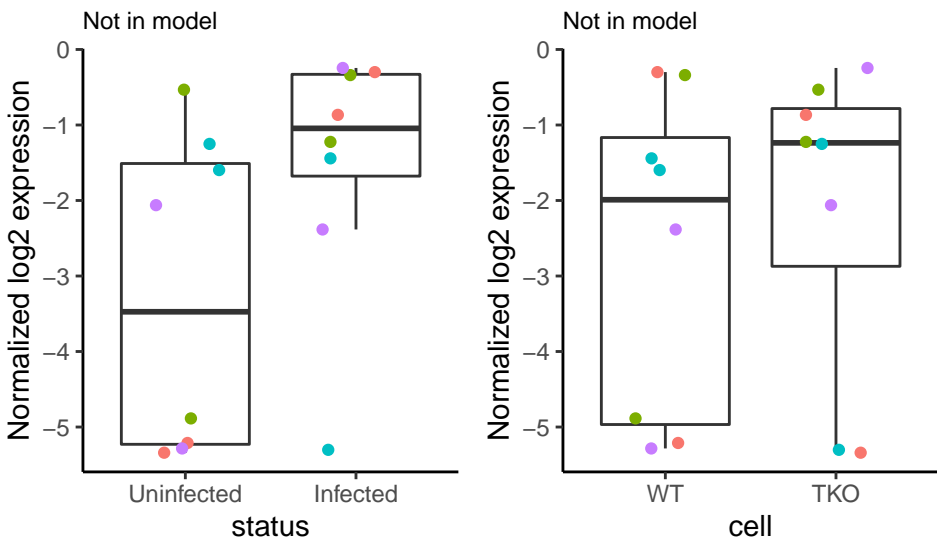 Not in model
Normalized log2 expression
0
−1
−2
−3
−4
−5
Uninfected
Infected
status
Not in model
Normalized log2 expression
0
−1
−2
−3
−4
−5
WT
TKO
cell